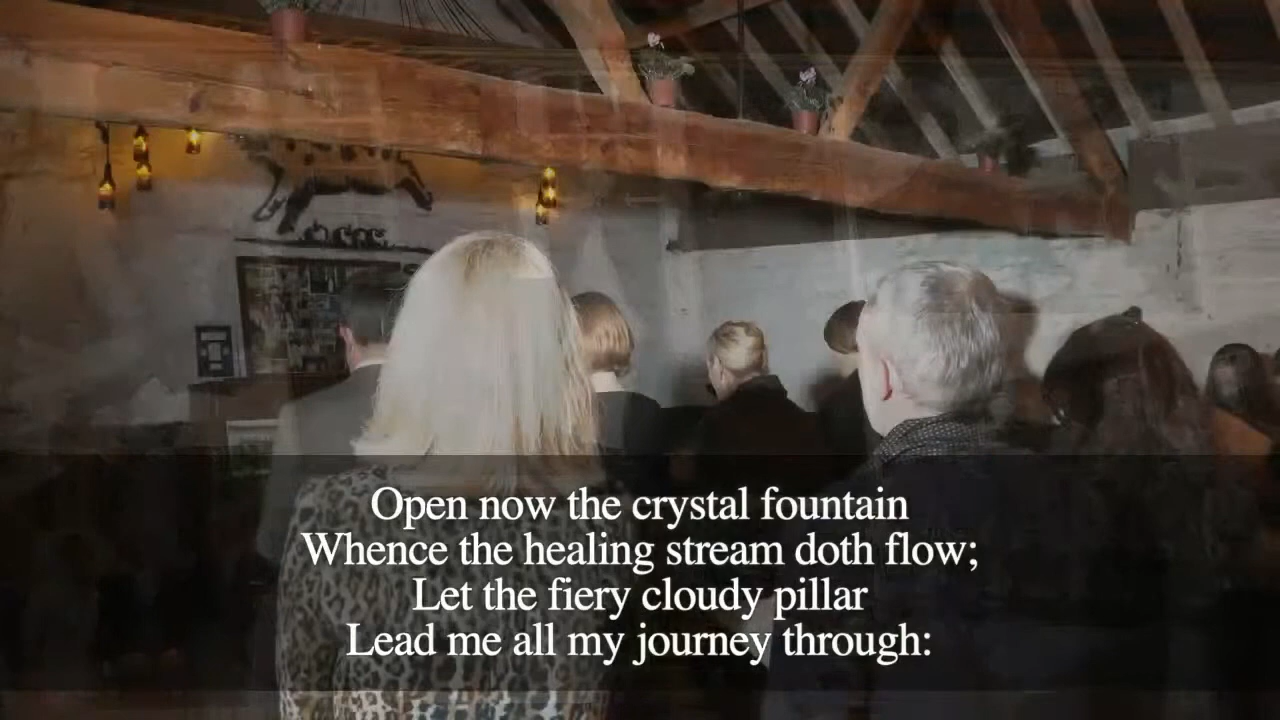 Open now the crystal fountain
Whence the healing stream doth flow;
Let the fiery cloudy pillar
Lead me all my journey through: